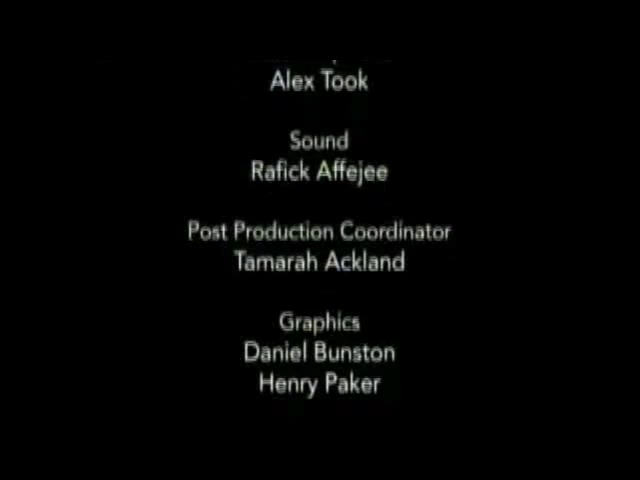 Alex Took
Sound
Rafick Affejee
Post Production Coordinator
Tamarah Ackland
Graphics
Daniel Bunston
Henry Paker